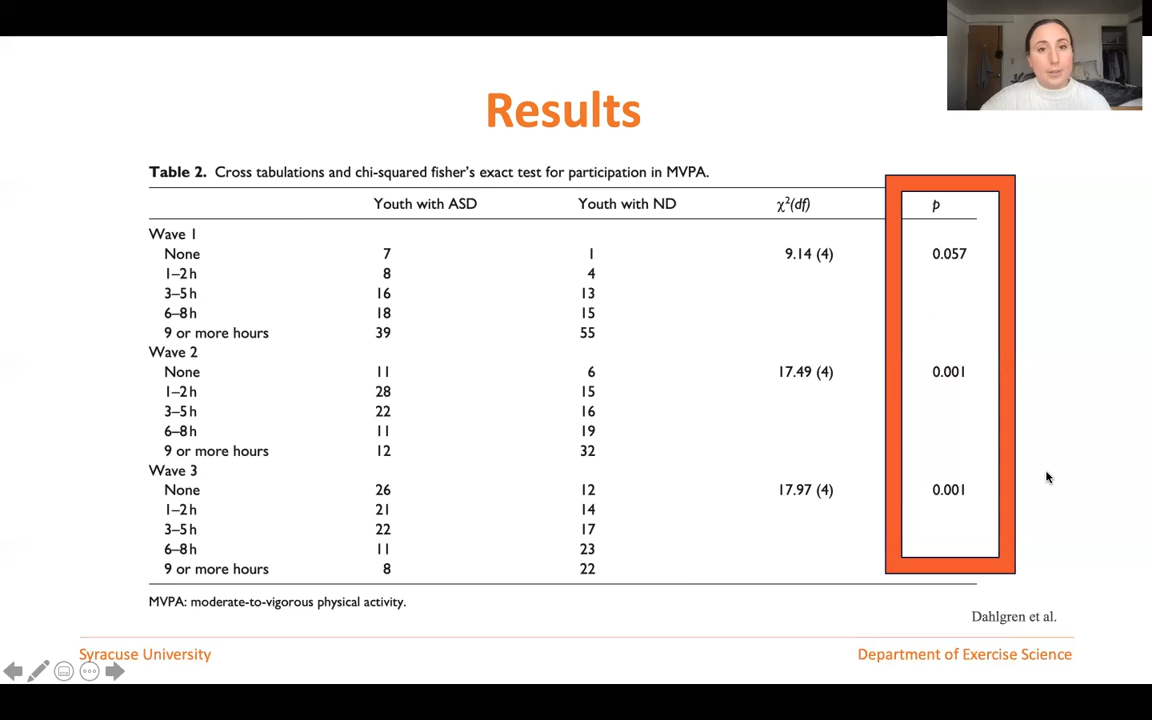 Results
Table 2. Cross tabulations and chi-squared fisher's exact test for participation in MVPA.
Youth with ASD Youth with ND χ²(df) p
Wave 1
None 7 1 9.14 (4) 0.057
1–2 h 8 4
3–5 h 16 13
6–8 h 18 15
9 or more hours 39 55
Wave 2
None 11 6 17.49 (4) 0.001
1–2 h 28 15
3–5 h 22 16
6–8 h 11 19
9 or more hours 12 32
Wave 3
None 26 12 17.97 (4) 0.001
1–2 h 21 14
3–5 h 22 17
6–8 h 11 23
9 or more hours 8 22
MVPA: moderate-to-vigorous physical activity.
Dahlgren et al.
Syracuse University Department of Exercise Science